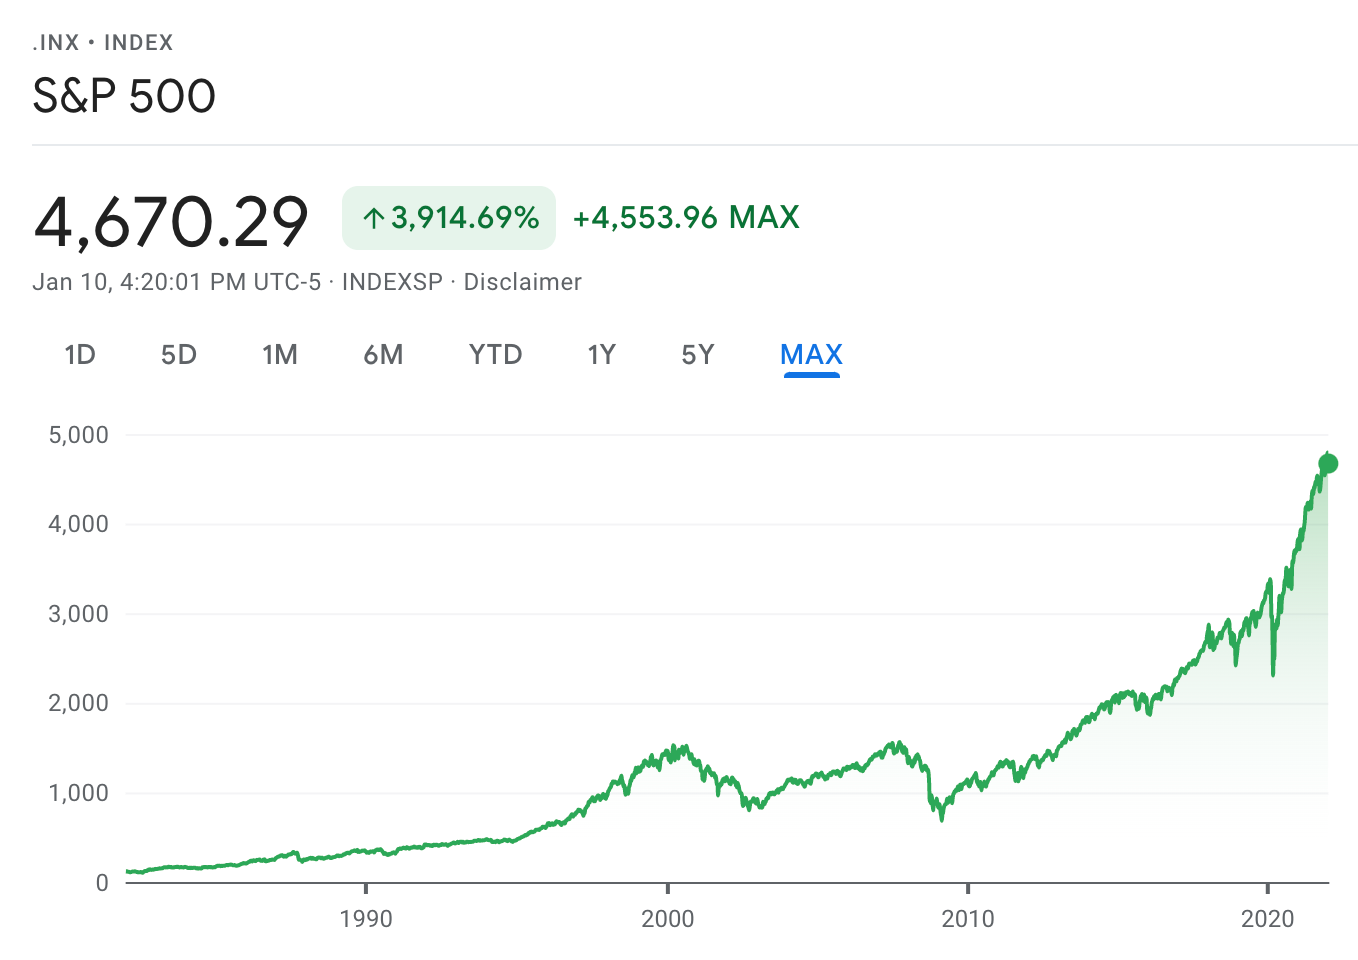 .INX • INDEX
S&P 500
4,670.29 ↑3,914.69% +4,553.96 MAX
Jan 10, 4:20:01 PM UTC-5 · INDEXSP · Disclaimer
1D 5D 1M 6M YTD 1Y 5Y MAX
5,000
4,000
3,000
2,000
1,000
0
1990 2000 2010 2020